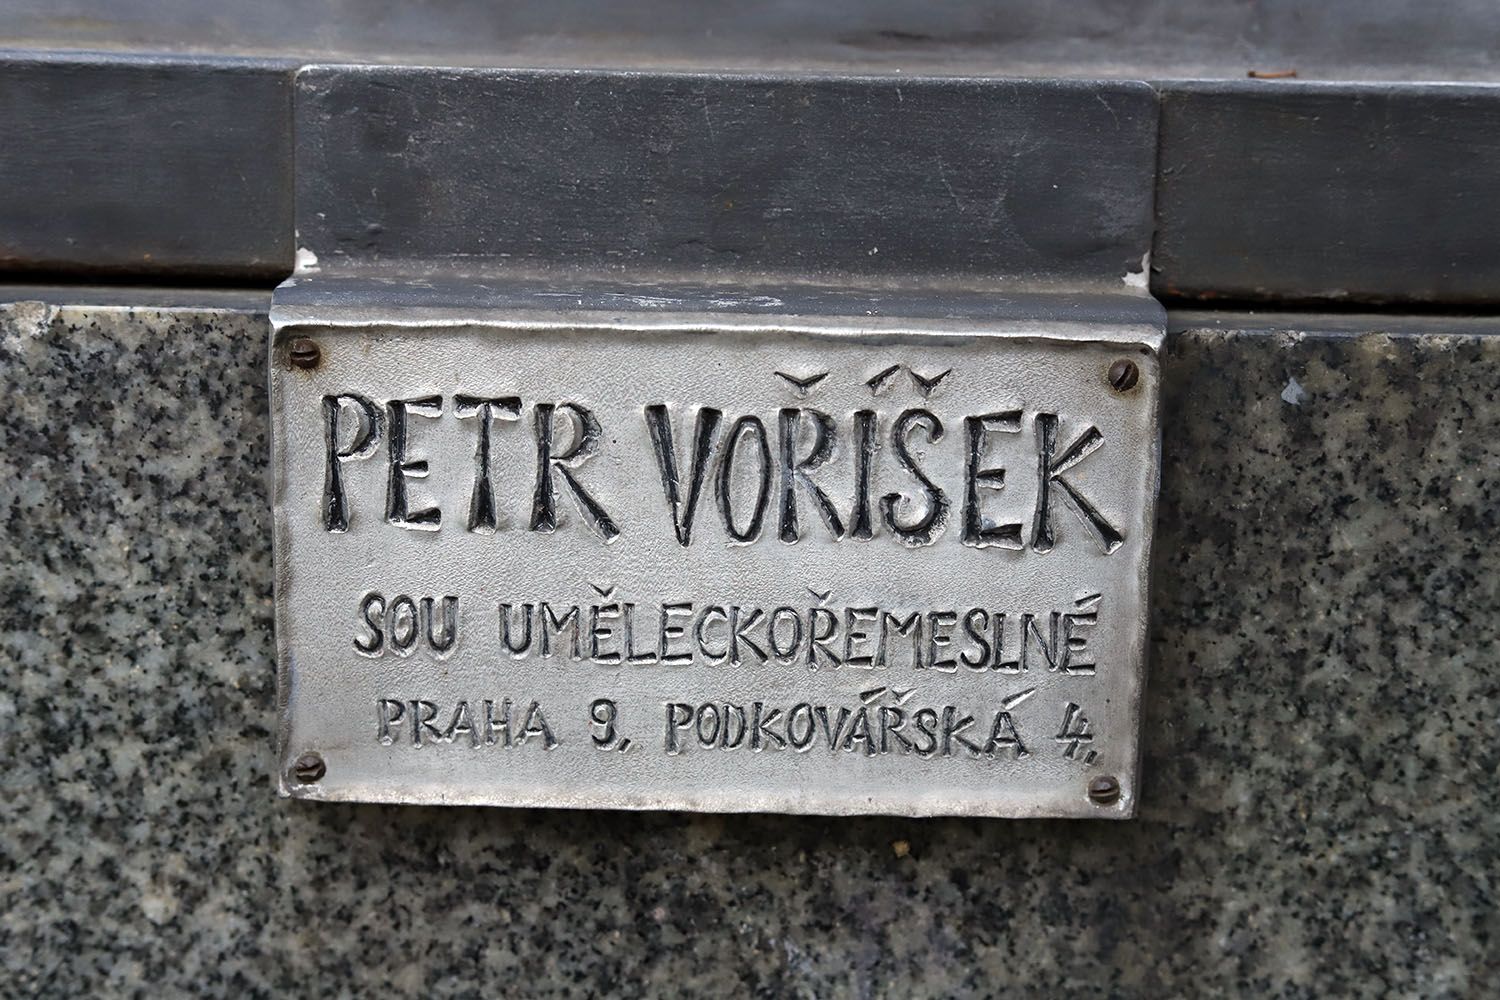 PETR VOŘÍŠEK
SOU UMĚLECKOŘEMESLNÉ
PRAHA 9, PODKOVÁŘSKÁ 4,